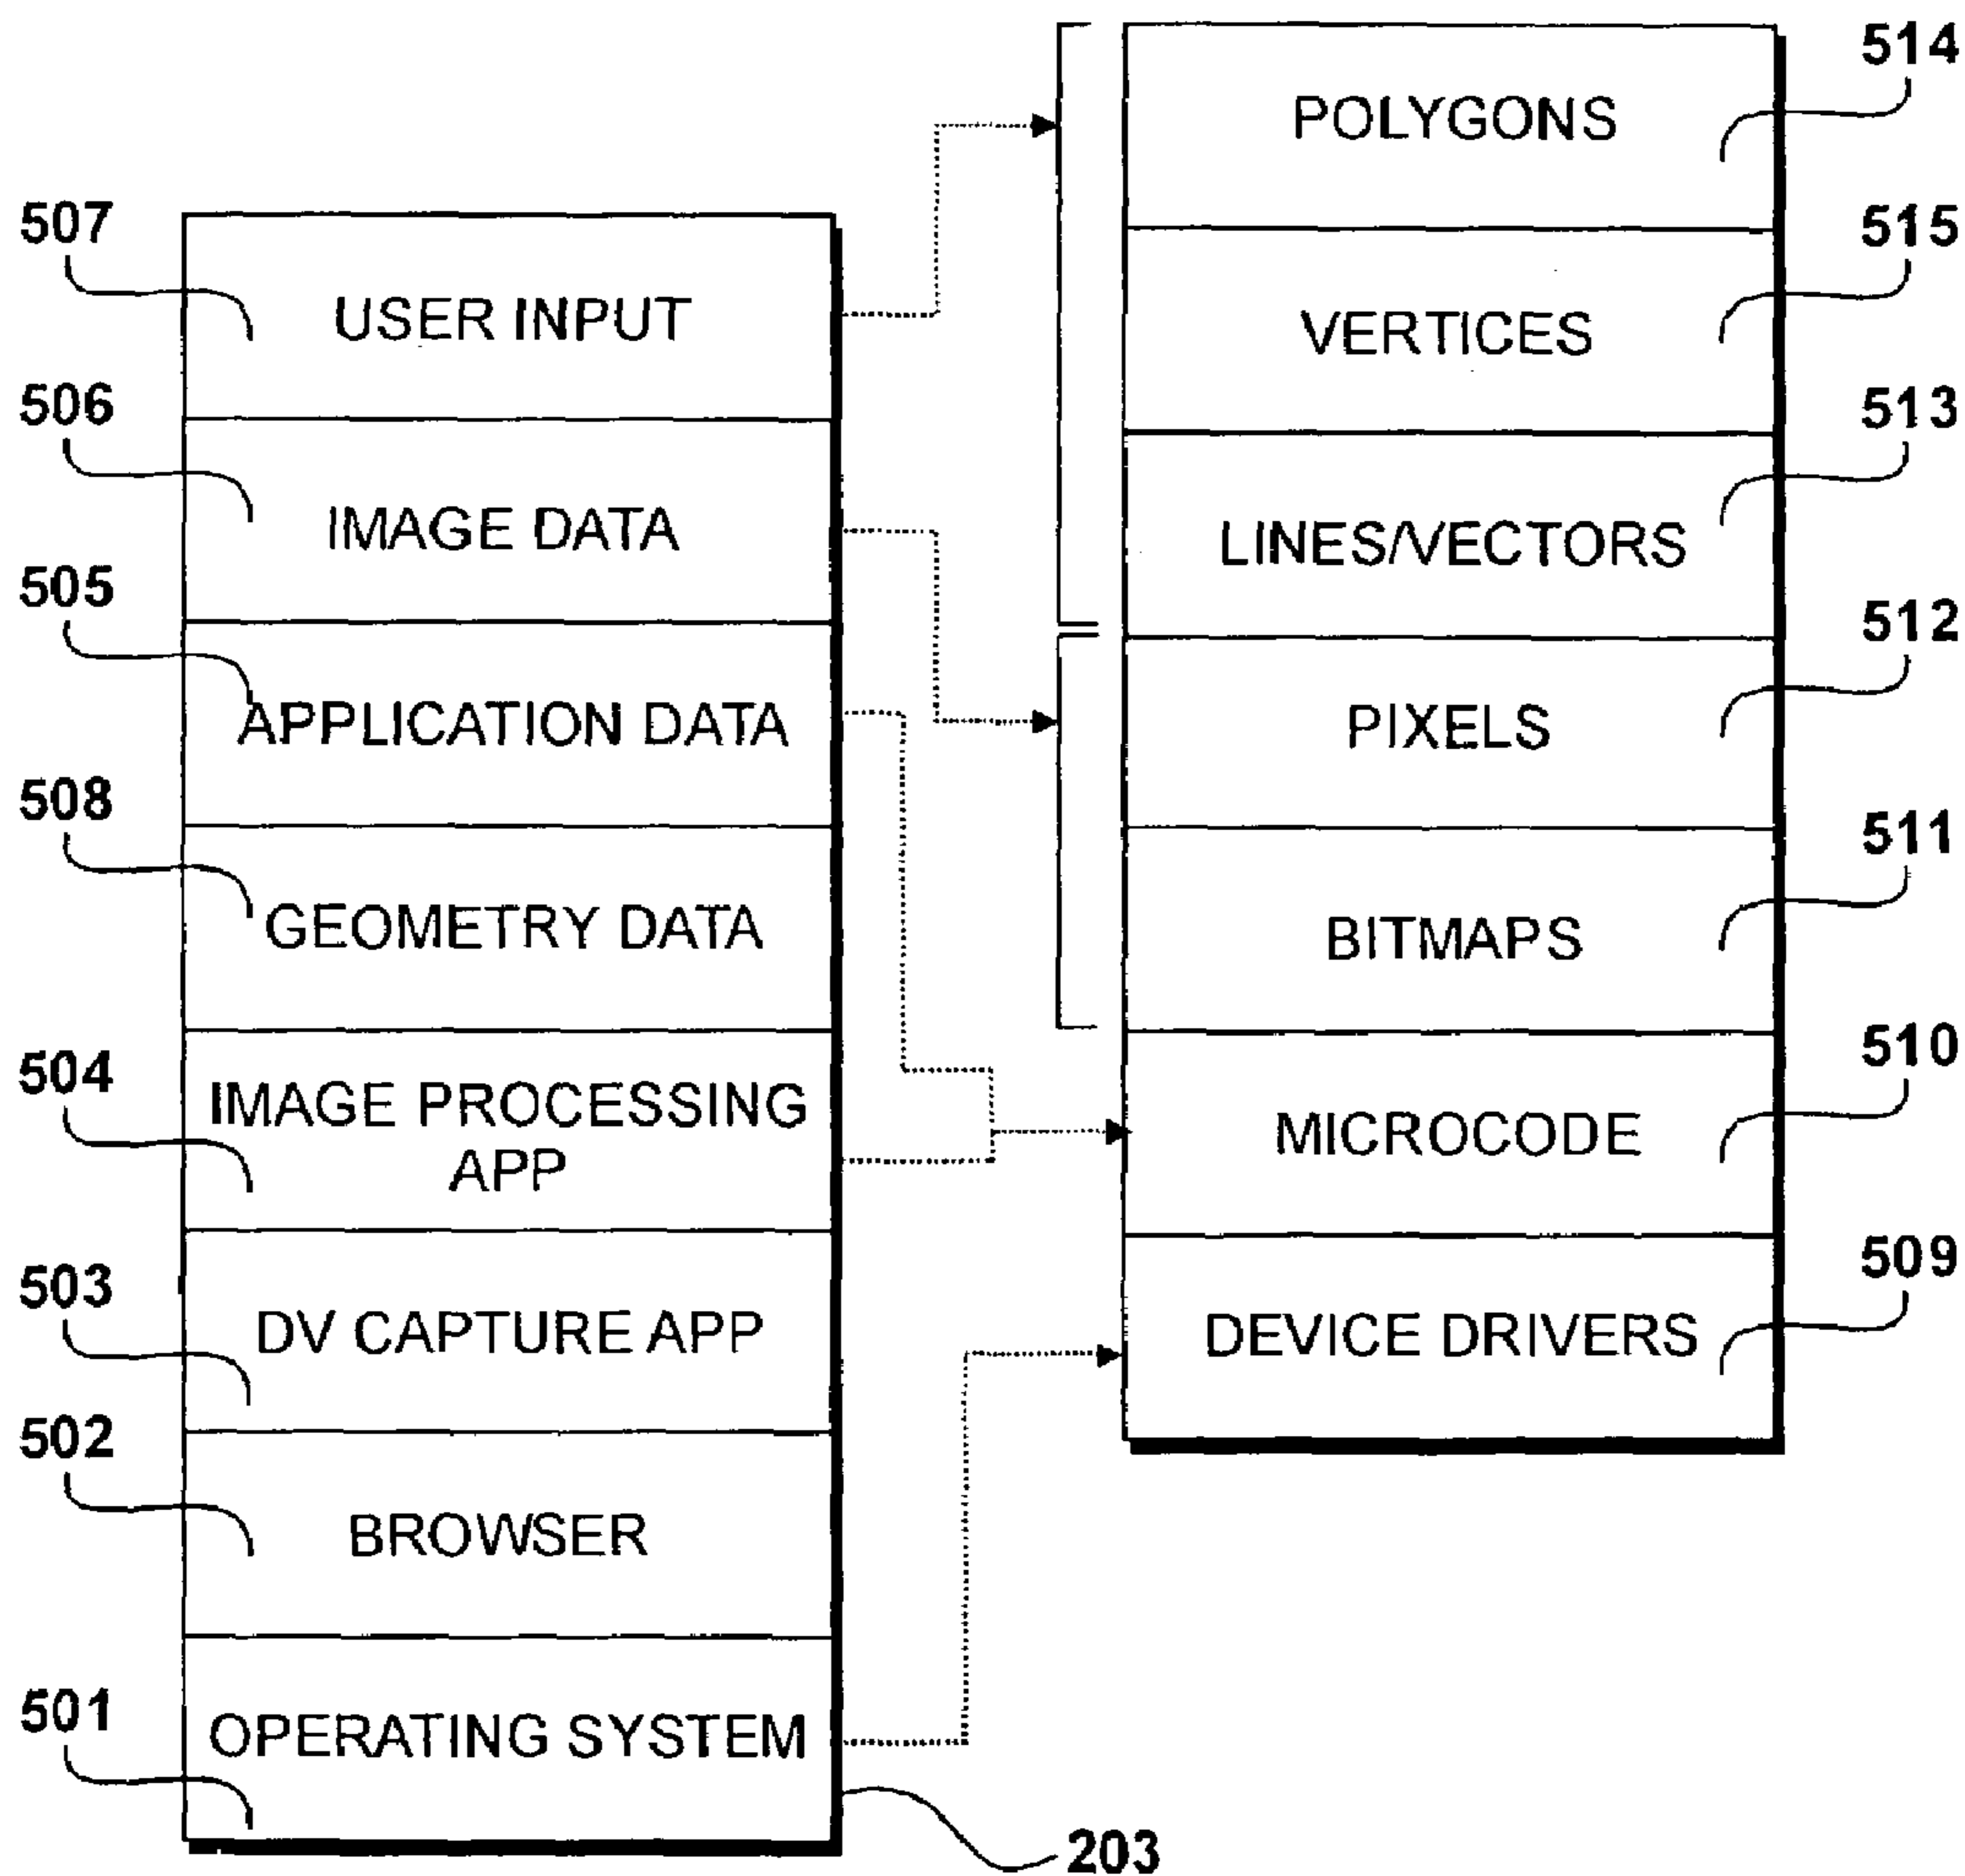 514
POLYGONS
507
515
USER INPUT
VERTICES
506
513
IMAGE DATA
LINES/VECTORS
505
512
APPLICATION DATA
PIXELS
508
511
GEOMETRY DATA
BITMAPS
504
510
IMAGE PROCESSING
APP
MICROCODE
503
509
DV CAPTURE APP
DEVICE DRIVERS
502
BROWSER
501
OPERATING SYSTEM
203